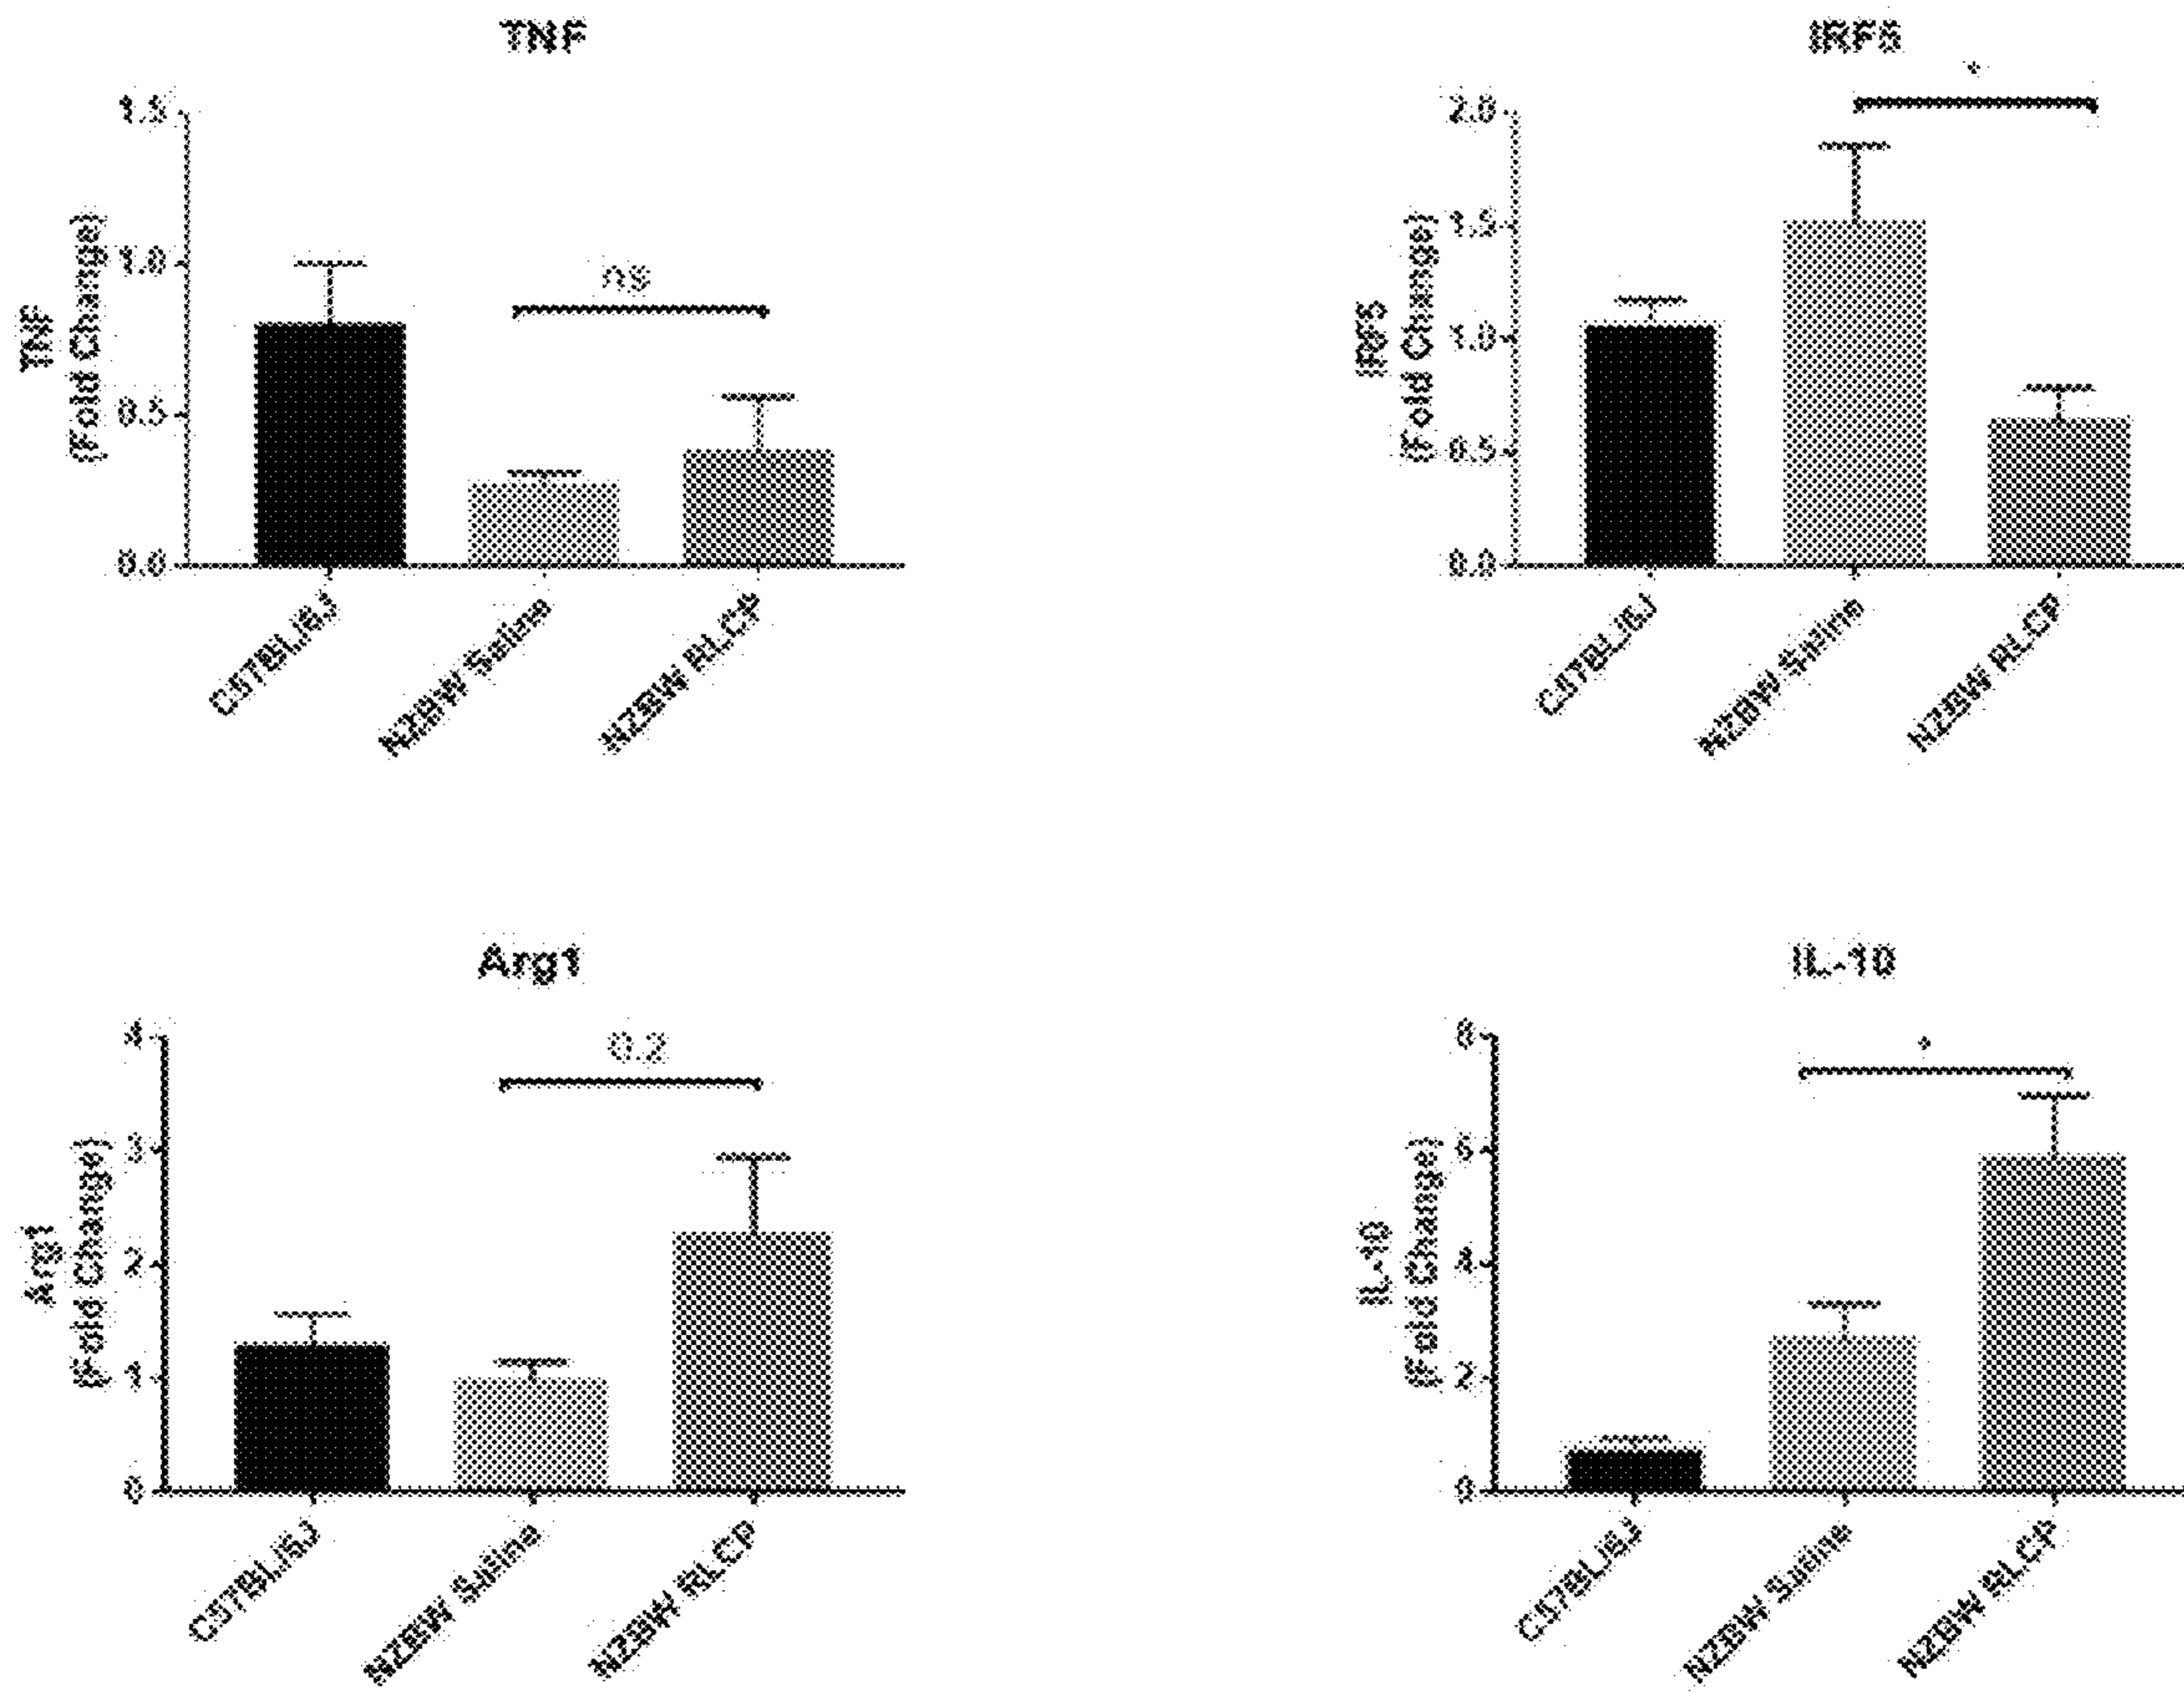 TNF
TNF
(Fold Change)
1.5
1.0
0.5
0.0
ns
C57BL/6J
NZBW Saline
NZBW RLCP
IRF5
IRF5
(Fold Change)
2.0
1.5
1.0
0.5
0.0
*
C57BL/6J
NZBW Saline
NZBW RLCP
Arg1
Arg1
(Fold Change)
4
3
2
1
0
0.2
C57BL/6J
NZBW Saline
NZBW RLCP
IL-10
IL-10
(Fold Change)
8
6
4
2
0
*
C57BL/6J
NZBW Saline
NZBW RLCP